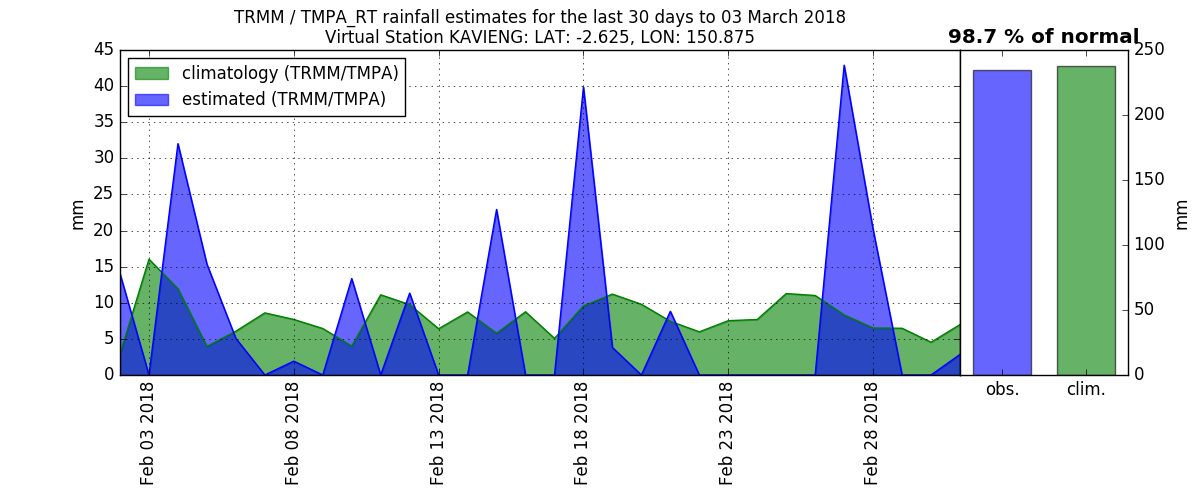 TRMM / TMPA_RT rainfall estimates for the last 30 days to 03 March 2018
Virtual Station KAVIENG: LAT: -2.625, LON: 150.875
98.7 % of normal
climatology (TRMM/TMPA)
estimated (TRMM/TMPA)
mm
45
40
35
30
25
20
15
10
5
0
Feb 03 2018
Feb 08 2018
Feb 13 2018
Feb 18 2018
Feb 23 2018
Feb 28 2018
obs.
clim.
250
200
150
100
50
0
mm